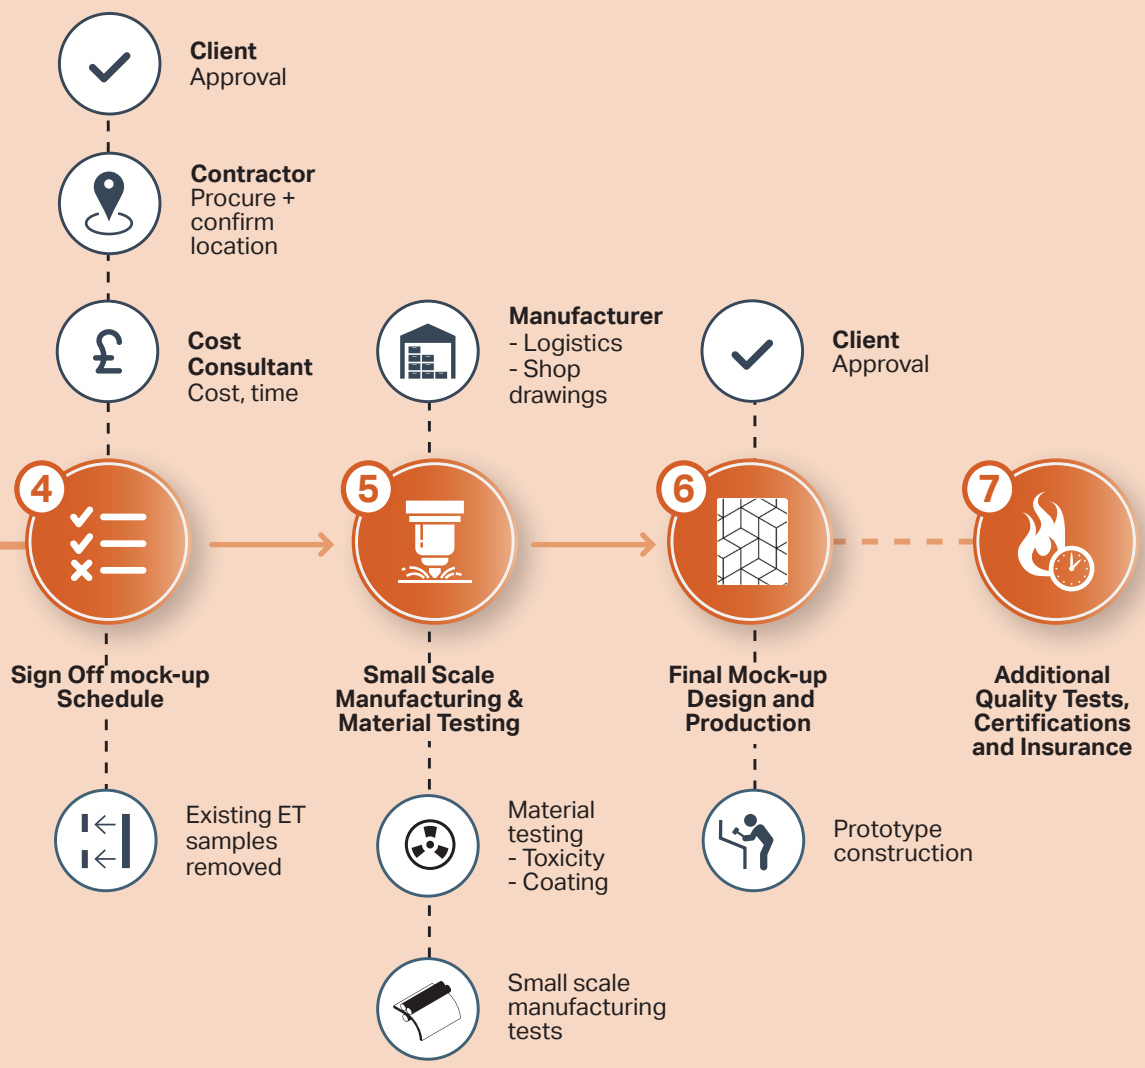 Client
Approval
Contractor
Procure +
confirm
location
Cost
Consultant
Cost, time
Manufacturer
- Logistics
- Shop
drawings
Client
Approval
4
5
6
7
Sign Off mock-up
Schedule
Small Scale
Manufacturing &
Material Testing
Final Mock-up
Design and
Production
Additional
Quality Tests,
Certifications
and Insurance
Existing ET
samples
removed
Material
testing
- Toxicity
- Coating
Prototype
construction
Small scale
manufacturing
tests